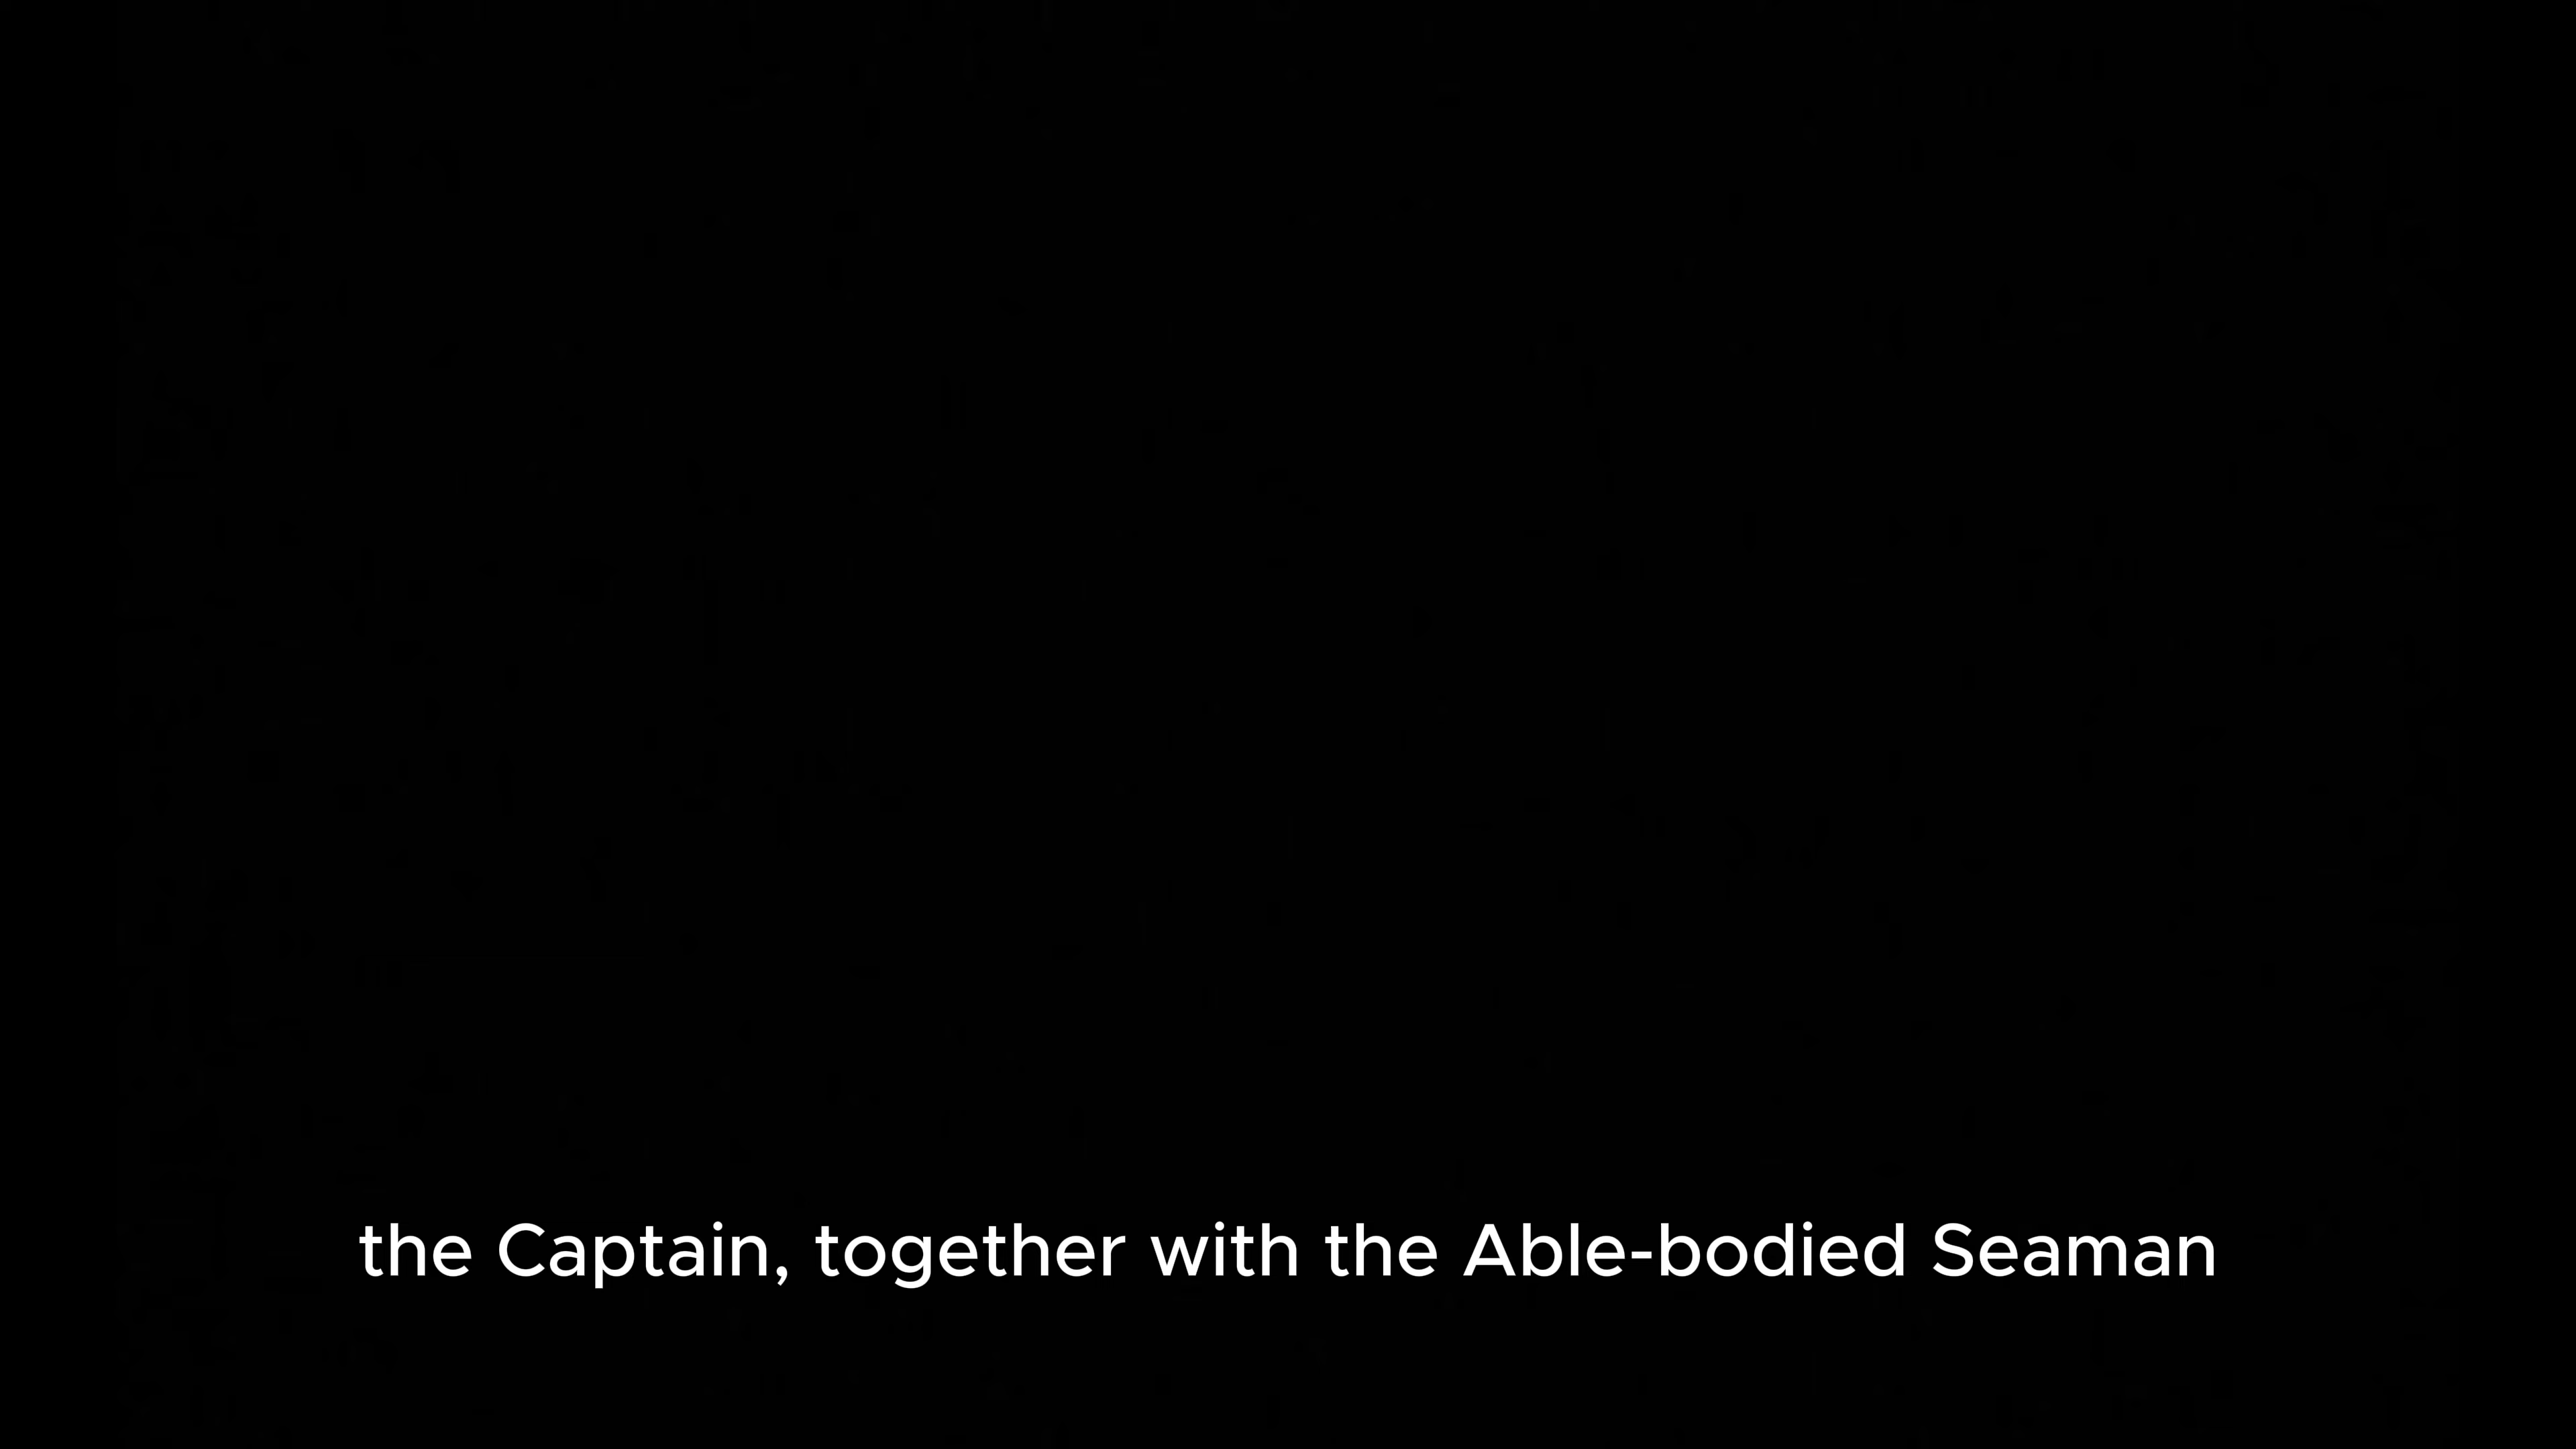 the Captain, together with the Able-bodied Seaman